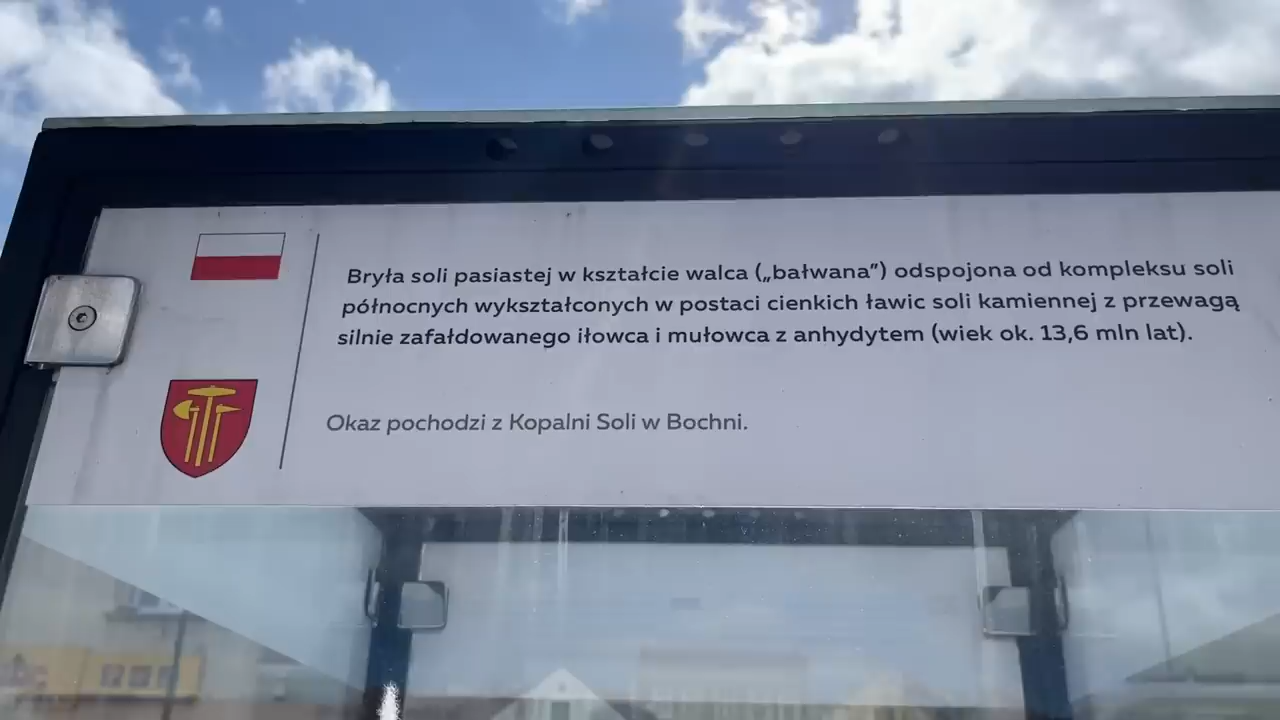 Bryła soli pasiastej w kształcie walca („bałwana”) odspojona od kompleksu soli
północnych wykształconych w postaci cienkich ławic soli kamiennej z przewagą
silnie zafałdowanego iłowca i mułowca z anhydytem (wiek ok. 13,6 mln lat).
Okaz pochodzi z Kopalni Soli w Bochni.